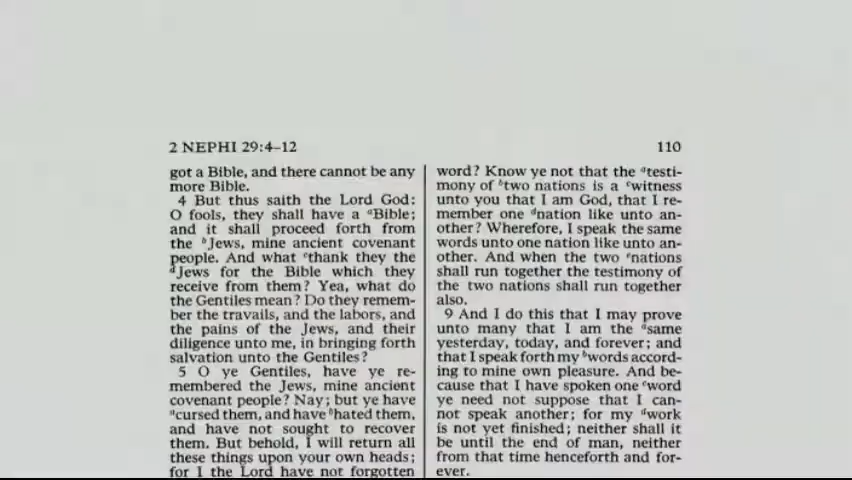 2 NEPHI 29:4–12
110
got a Bible, and there cannot be any
more Bible.
4 But thus saith the Lord God:
O fools, they shall have a ᵃBible;
and it shall proceed forth from
the ᵇJews, mine ancient covenant
people. And what ᶜthank they the
ᵈJews for the Bible which they
receive from them? Yea, what do
the Gentiles mean? Do they remem-
ber the travails, and the labors, and
the pains of the Jews, and their
diligence unto me, in bringing forth
salvation unto the Gentiles?
5 O ye Gentiles, have ye re-
membered the Jews, mine ancient
covenant people? Nay; but ye have
ᵃcursed them, and have ᵇhated them,
and have not sought to recover
them. But behold, I will return all
these things upon your own heads;
for I the Lord have not forgotten
word? Know ye not that the ᵃtesti-
mony of ᵇtwo nations is a ᶜwitness
unto you that I am God, that I re-
member one ᵈnation like unto an-
other? Wherefore, I speak the same
words unto one nation like unto an-
other. And when the two ᵉnations
shall run together the testimony of
the two nations shall run together
also.
9 And I do this that I may prove
unto many that I am the ᵃsame
yesterday, today, and forever; and
that I speak forth my ᵇwords accord-
ing to mine own pleasure. And be-
cause that I have spoken one ᶜword
ye need not suppose that I can-
not speak another; for my ᵈwork
is not yet finished; neither shall it
be until the end of man, neither
from that time henceforth and for-
ever.